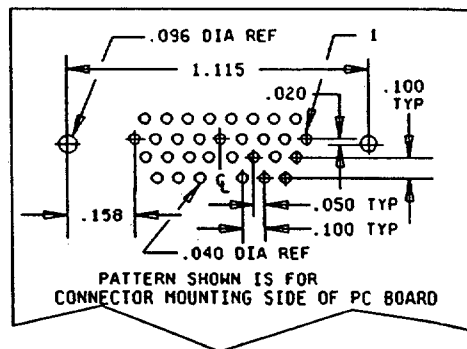 .096 DIA REF
1
1.115
.020
.100
TYP
℄
.158
.050 TYP
.100 TYP
.040 DIA REF
PATTERN SHOWN IS FOR
CONNECTOR MOUNTING SIDE OF PC BOARD